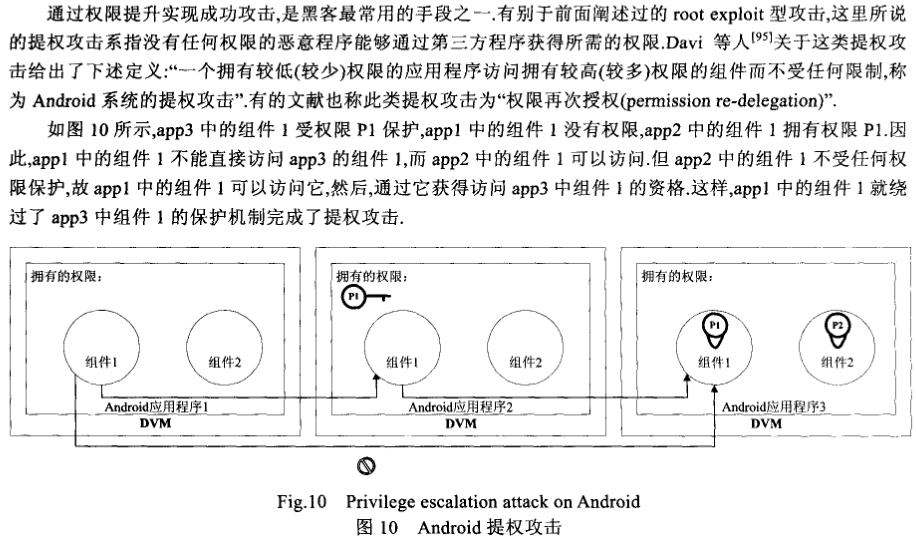 通过权限提升实现成功攻击,是黑客最常用的手段之一.有别于前面阐述过的 root exploit 型攻击,这里所说
的提权攻击系指没有任何权限的恶意程序能够通过第三方程序获得所需的权限.Davi 等人[95]关于这类提权攻
击给出了下述定义:“一个拥有较低(较少)权限的应用程序访问拥有较高(较多)权限的组件而不受任何限制,称
为 Android 系统的提权攻击”.有的文献也称此类提权攻击为“权限再次授权(permission re-delegation)”.
如图 10 所示,app3 中的组件 1 受权限 P1 保护,app1 中的组件 1 没有权限,app2 中的组件 1 拥有权限 P1.因
此,app1 中的组件 1 不能直接访问 app3 的组件 1,而 app2 中的组件 1 可以访问.但 app2 中的组件 1 不受任何权
限保护,故 app1 中的组件 1 可以访问它,然后,通过它获得访问 app3 中组件 1 的资格.这样,app1 中的组件 1 就绕
过了 app3 中组件 1 的保护机制完成了提权攻击.
拥有的权限:
组件1
组件2
Android应用程序1
DVM
拥有的权限:
P1
组件1
组件2
Android应用程序2
DVM
拥有的权限:
P1
组件1
P2
组件2
Android应用程序3
DVM
Fig.10 Privilege escalation attack on Android
图 10 Android 提权攻击